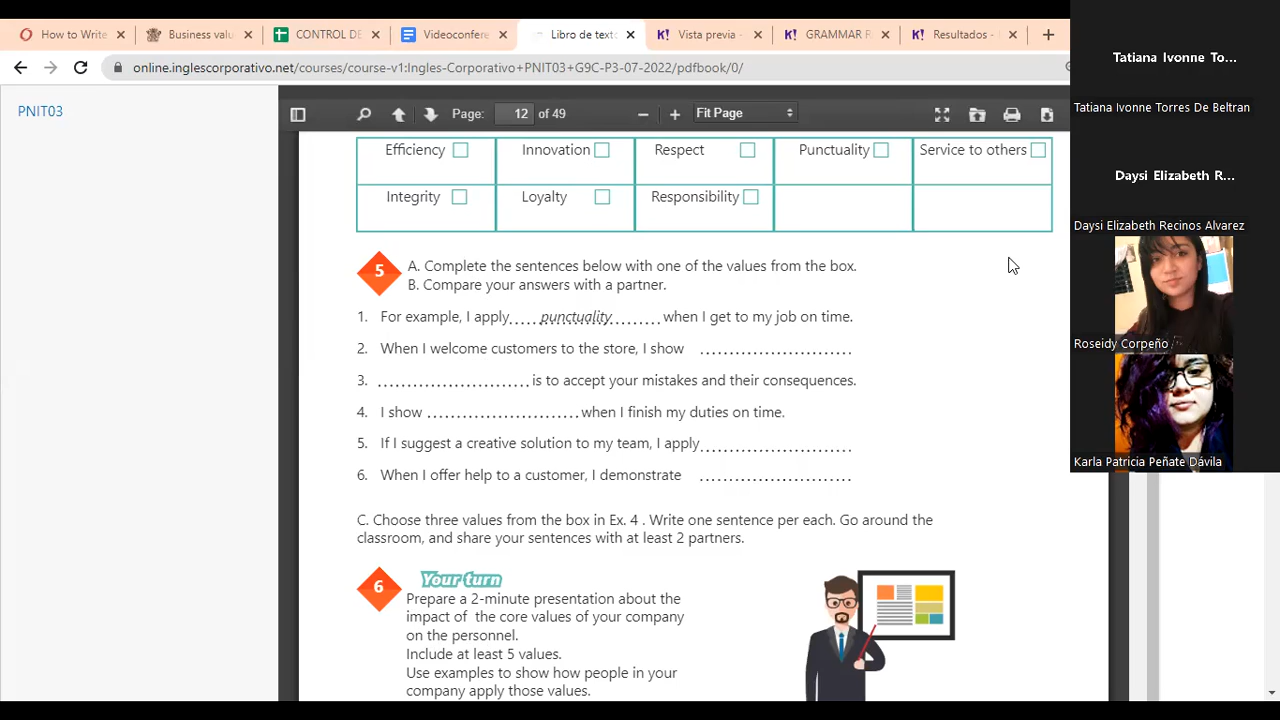 How to Write
Business valu
CONTROL DE
Videoconfere
Libro de texto
Vista previa -
GRAMMAR R
Resultados -
online.inglescorporativo.net/courses/course-v1:Ingles-Corporativo+PNIT03+G9C-P3-07-2022/pdfbook/0/
PNIT03
Page: 12 of 49
Fit Page
Efficiency
Innovation
Respect
Punctuality
Service to others
Integrity
Loyalty
Responsibility
5
A. Complete the sentences below with one of the values from the box.
B. Compare your answers with a partner.
1. For example, I apply.....punctuality........ when I get to my job on time.
2. When I welcome customers to the store, I show ..........................
3. .......................... is to accept your mistakes and their consequences.
4. I show .......................... when I finish my duties on time.
5. If I suggest a creative solution to my team, I apply..........................
6. When I offer help to a customer, I demonstrate ..........................
C. Choose three values from the box in Ex. 4 . Write one sentence per each. Go around the
classroom, and share your sentences with at least 2 partners.
6
Your turn
Prepare a 2-minute presentation about the
impact of the core values of your company
on the personnel.
Include at least 5 values.
Use examples to show how people in your
company apply those values.
Tatiana Ivonne To...
Tatiana Ivonne Torres De Beltran
Daysi Elizabeth R...
Daysi Elizabeth Recinos Alvarez
Roseidy Corpeño
Karla Patricia Peñate Dávila